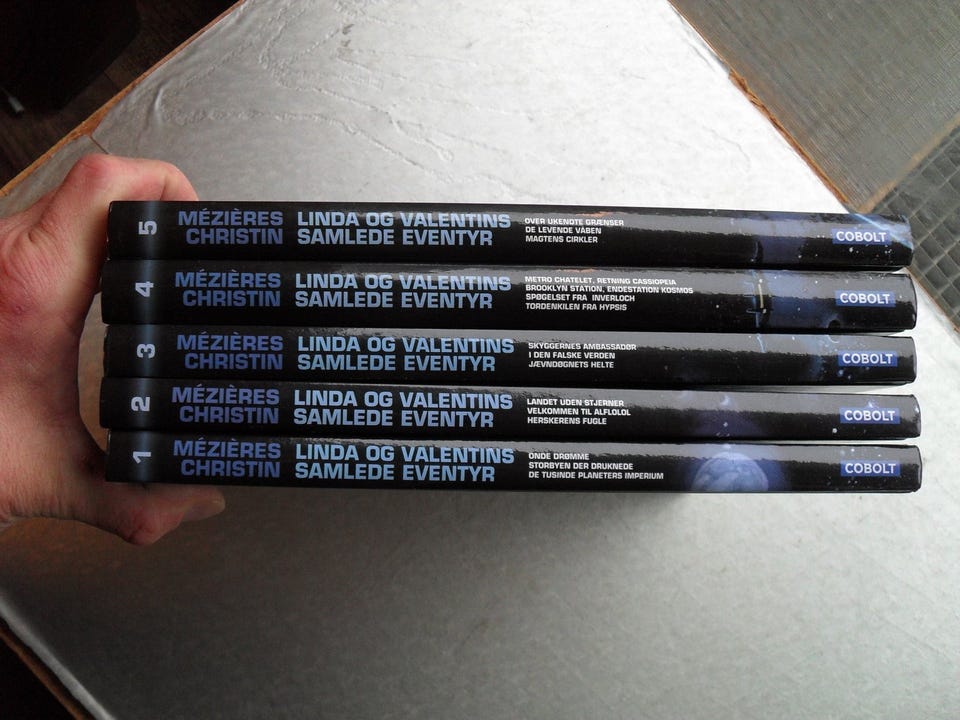 5
MÉZIÈRES
CHRISTIN
LINDA OG VALENTINS
SAMLEDE EVENTYR
OVER UKENDTE GRÆNSER
DE LEVENDE VÅBEN
MAGTENS CIRKLER
COBOLT
4
MÉZIÈRES
CHRISTIN
LINDA OG VALENTINS
SAMLEDE EVENTYR
METRO CHATELET, RETNING CASSIOPEIA
BROOKLYN STATION, ENDESTATION KOSMOS
SPØGELSET FRA INVERLOCH
TORDENKILEN FRA HYPSIS
COBOLT
3
MÉZIÈRES
CHRISTIN
LINDA OG VALENTINS
SAMLEDE EVENTYR
SKYGGERNES AMBASSADØR
I DEN FALSKE VERDEN
JÆVNDØGNETS HELTE
COBOLT
2
MÉZIÈRES
CHRISTIN
LINDA OG VALENTINS
SAMLEDE EVENTYR
LANDET UDEN STJERNER
VELKOMMEN TIL ALFLOLOL
HERSKERENS FUGLE
COBOLT
1
MÉZIÈRES
CHRISTIN
LINDA OG VALENTINS
SAMLEDE EVENTYR
ONDE DRØMME
STORBYEN DER DRUKNEDE
DE TUSINDE PLANETERS IMPERIUM
COBOLT